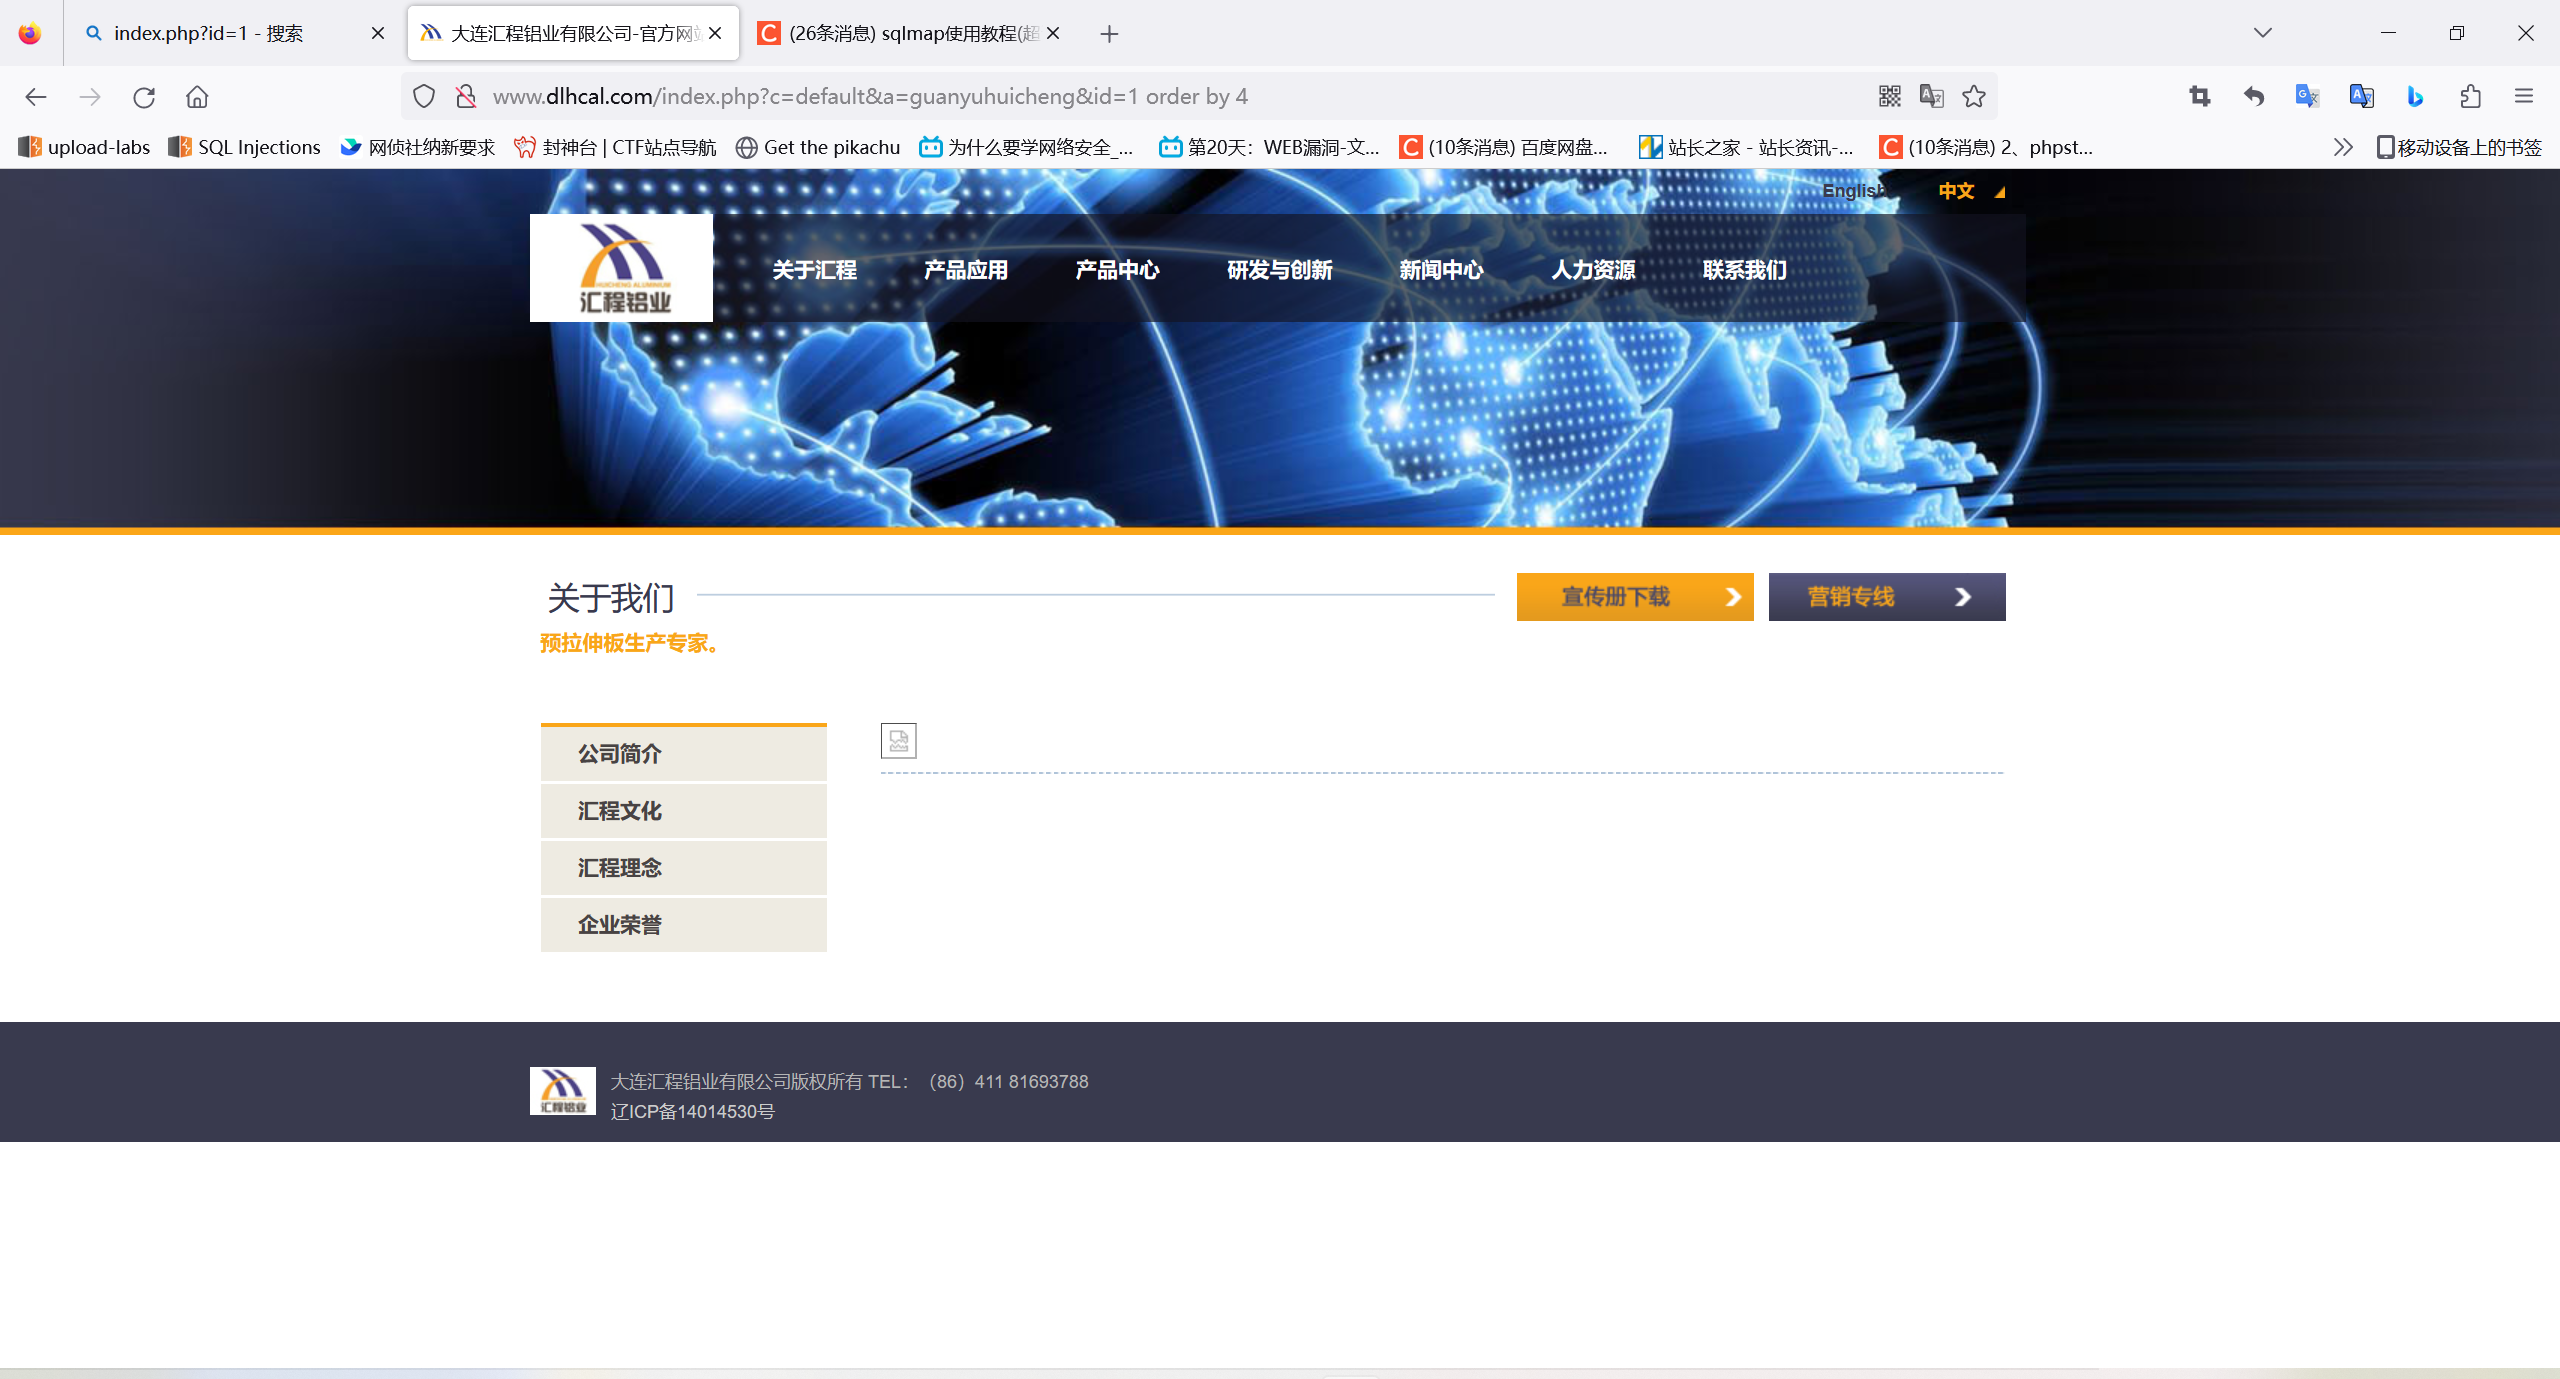 index.php?id=1 - 搜索
大连汇程铝业有限公司-官方网站
(26条消息) sqlmap使用教程(超
www.dlhcal.com/index.php?c=default&a=guanyuhuicheng&id=1 order by 4
upload-labs
SQL Injections
网侦社纳新要求
封神台 | CTF站点导航
Get the pikachu
为什么要学网络安全_...
第20天：WEB漏洞-文...
(10条消息) 百度网盘...
站长之家 - 站长资讯-...
(10条消息) 2、phpst...
移动设备上的书签
English
中文
HUICHENG ALUMINIUM
汇程铝业
关于汇程
产品应用
产品中心
研发与创新
新闻中心
人力资源
联系我们
关于我们
宣传册下载
营销专线
预拉伸板生产专家。
公司简介
汇程文化
汇程理念
企业荣誉
汇程铝业
大连汇程铝业有限公司版权所有 TEL：（86）411 81693788
辽ICP备14014530号